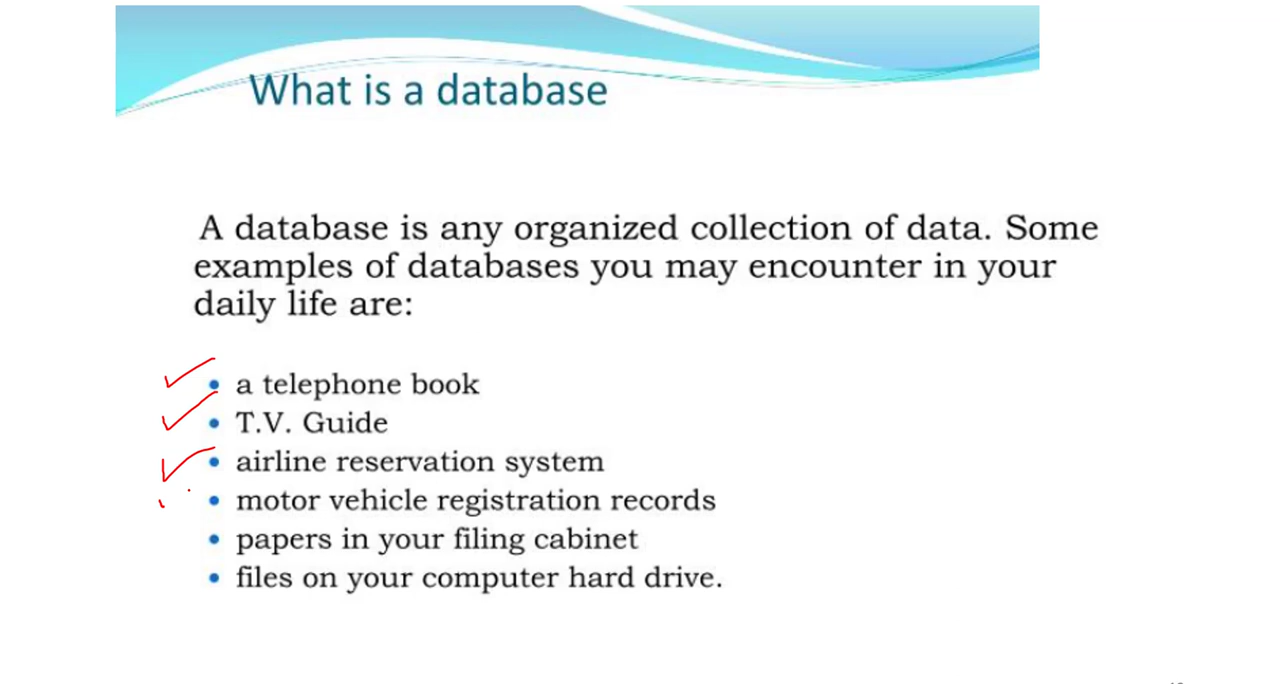 What is a database
A database is any organized collection of data. Some
examples of databases you may encounter in your
daily life are:
• a telephone book
• T.V. Guide
• airline reservation system
• motor vehicle registration records
• papers in your filing cabinet
• files on your computer hard drive.